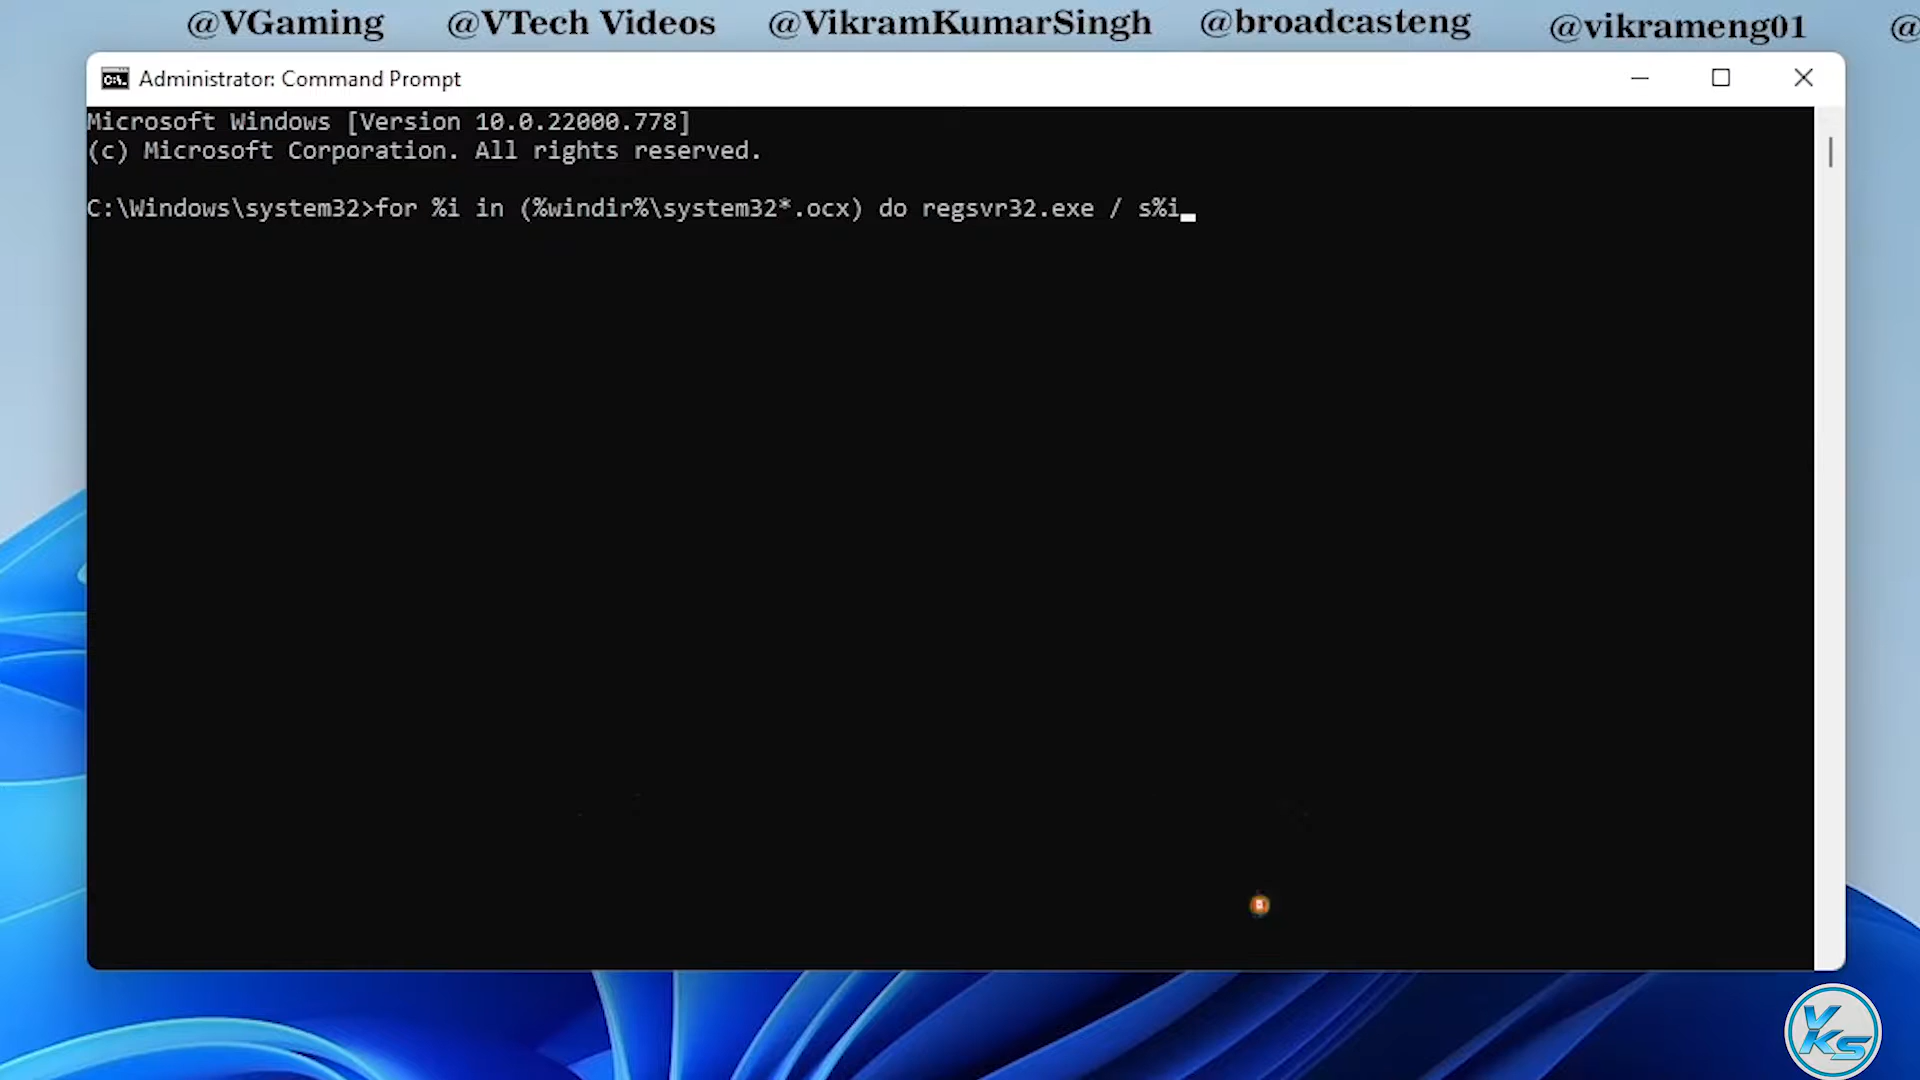 @VGaming @VTech Videos @VikramKumarSingh @broadcasteng @vikrameng01 @
Administrator: Command Prompt
Microsoft Windows [Version 10.0.22000.778]
(c) Microsoft Corporation. All rights reserved.
C:\Windows\system32>for %i in (%windir%\system32*.ocx) do regsvr32.exe / s%i
VKS